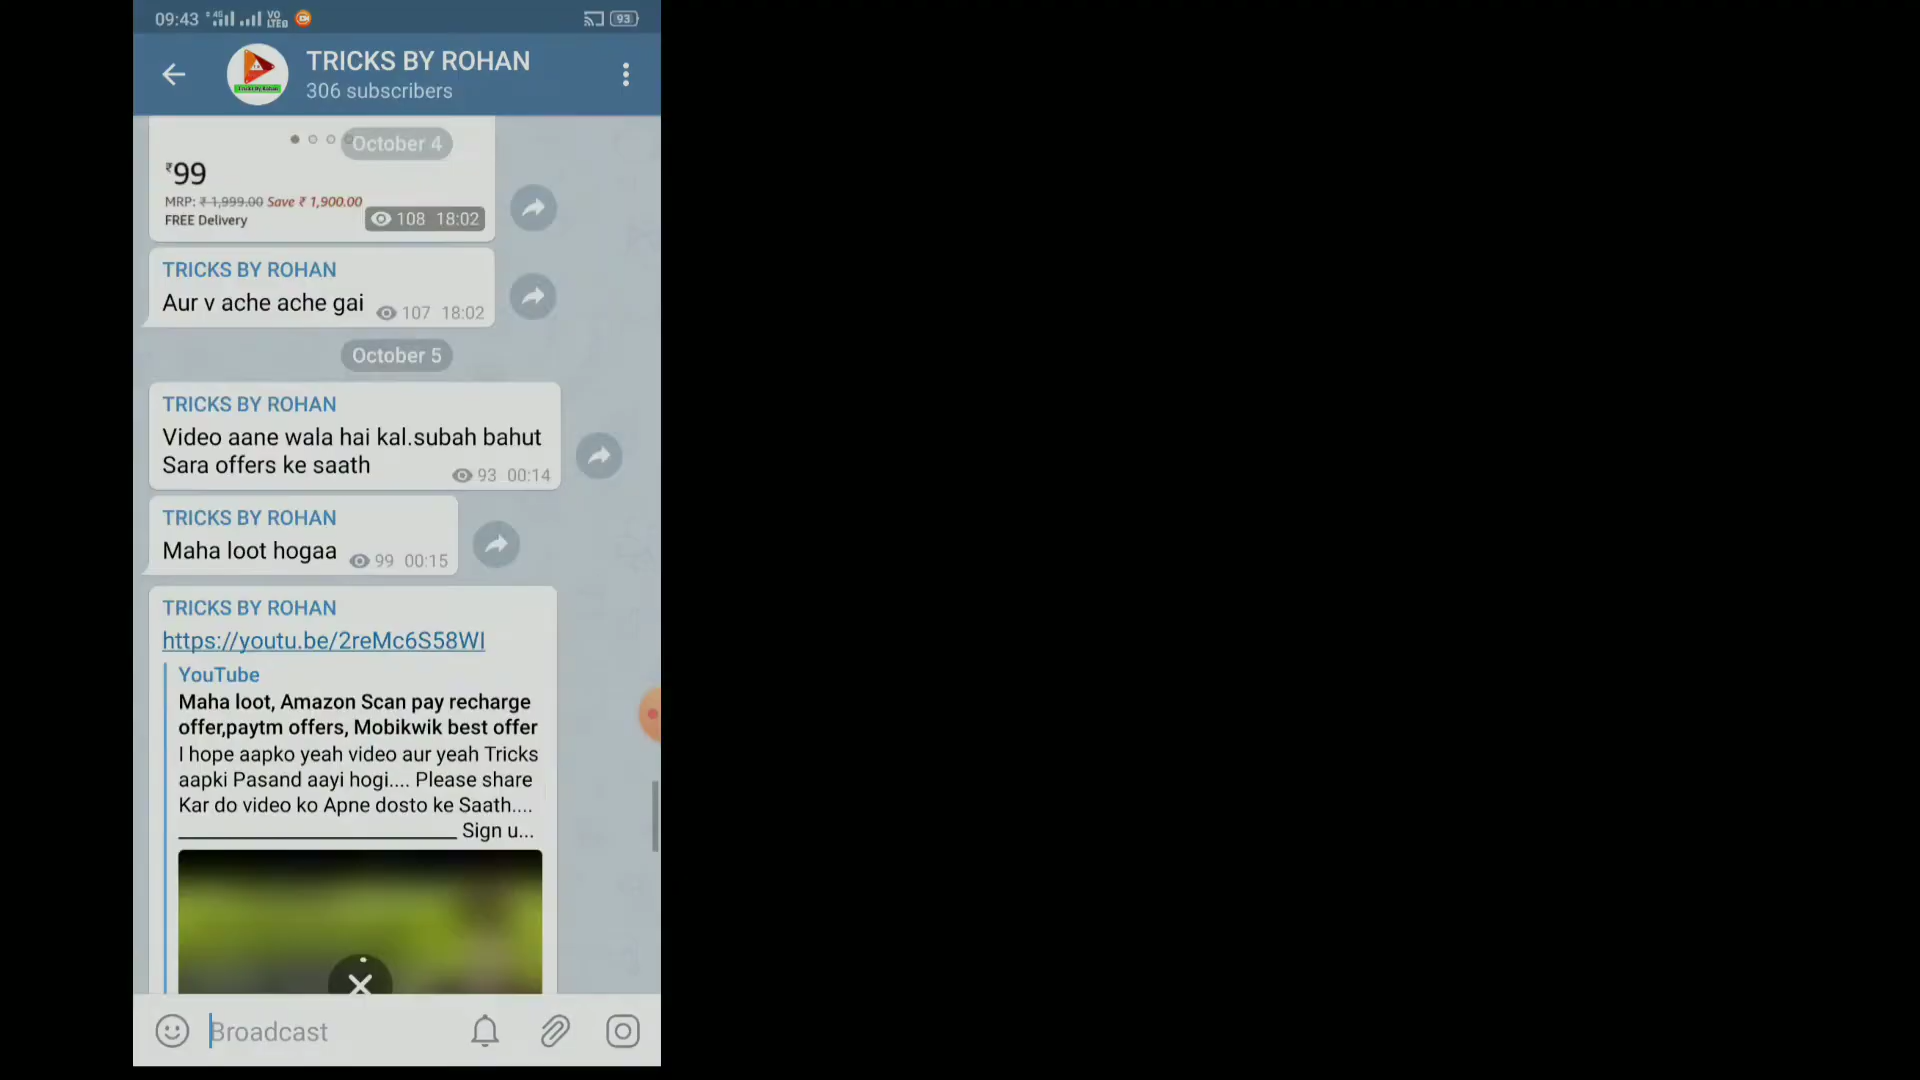 09:43 4G VO LTE 93
TRICKS BY ROHAN
306 subscribers
October 4
₹99
MRP: ₹ 1,999.00 Save ₹ 1,900.00
FREE Delivery
108 18:02
TRICKS BY ROHAN
Aur v ache ache gai 107 18:02
October 5
TRICKS BY ROHAN
Video aane wala hai kal.subah bahut
Sara offers ke saath
93 00:14
TRICKS BY ROHAN
Maha loot hogaa 99 00:15
TRICKS BY ROHAN
https://youtu.be/2reMc6S58WI
YouTube
Maha loot, Amazon Scan pay recharge
offer,paytm offers, Mobikwik best offer
I hope aapko yeah video aur yeah Tricks
aapki Pasand aayi hogi.... Please share
Kar do video ko Apne dosto ke Saath....
______________________ Sign u...
Broadcast